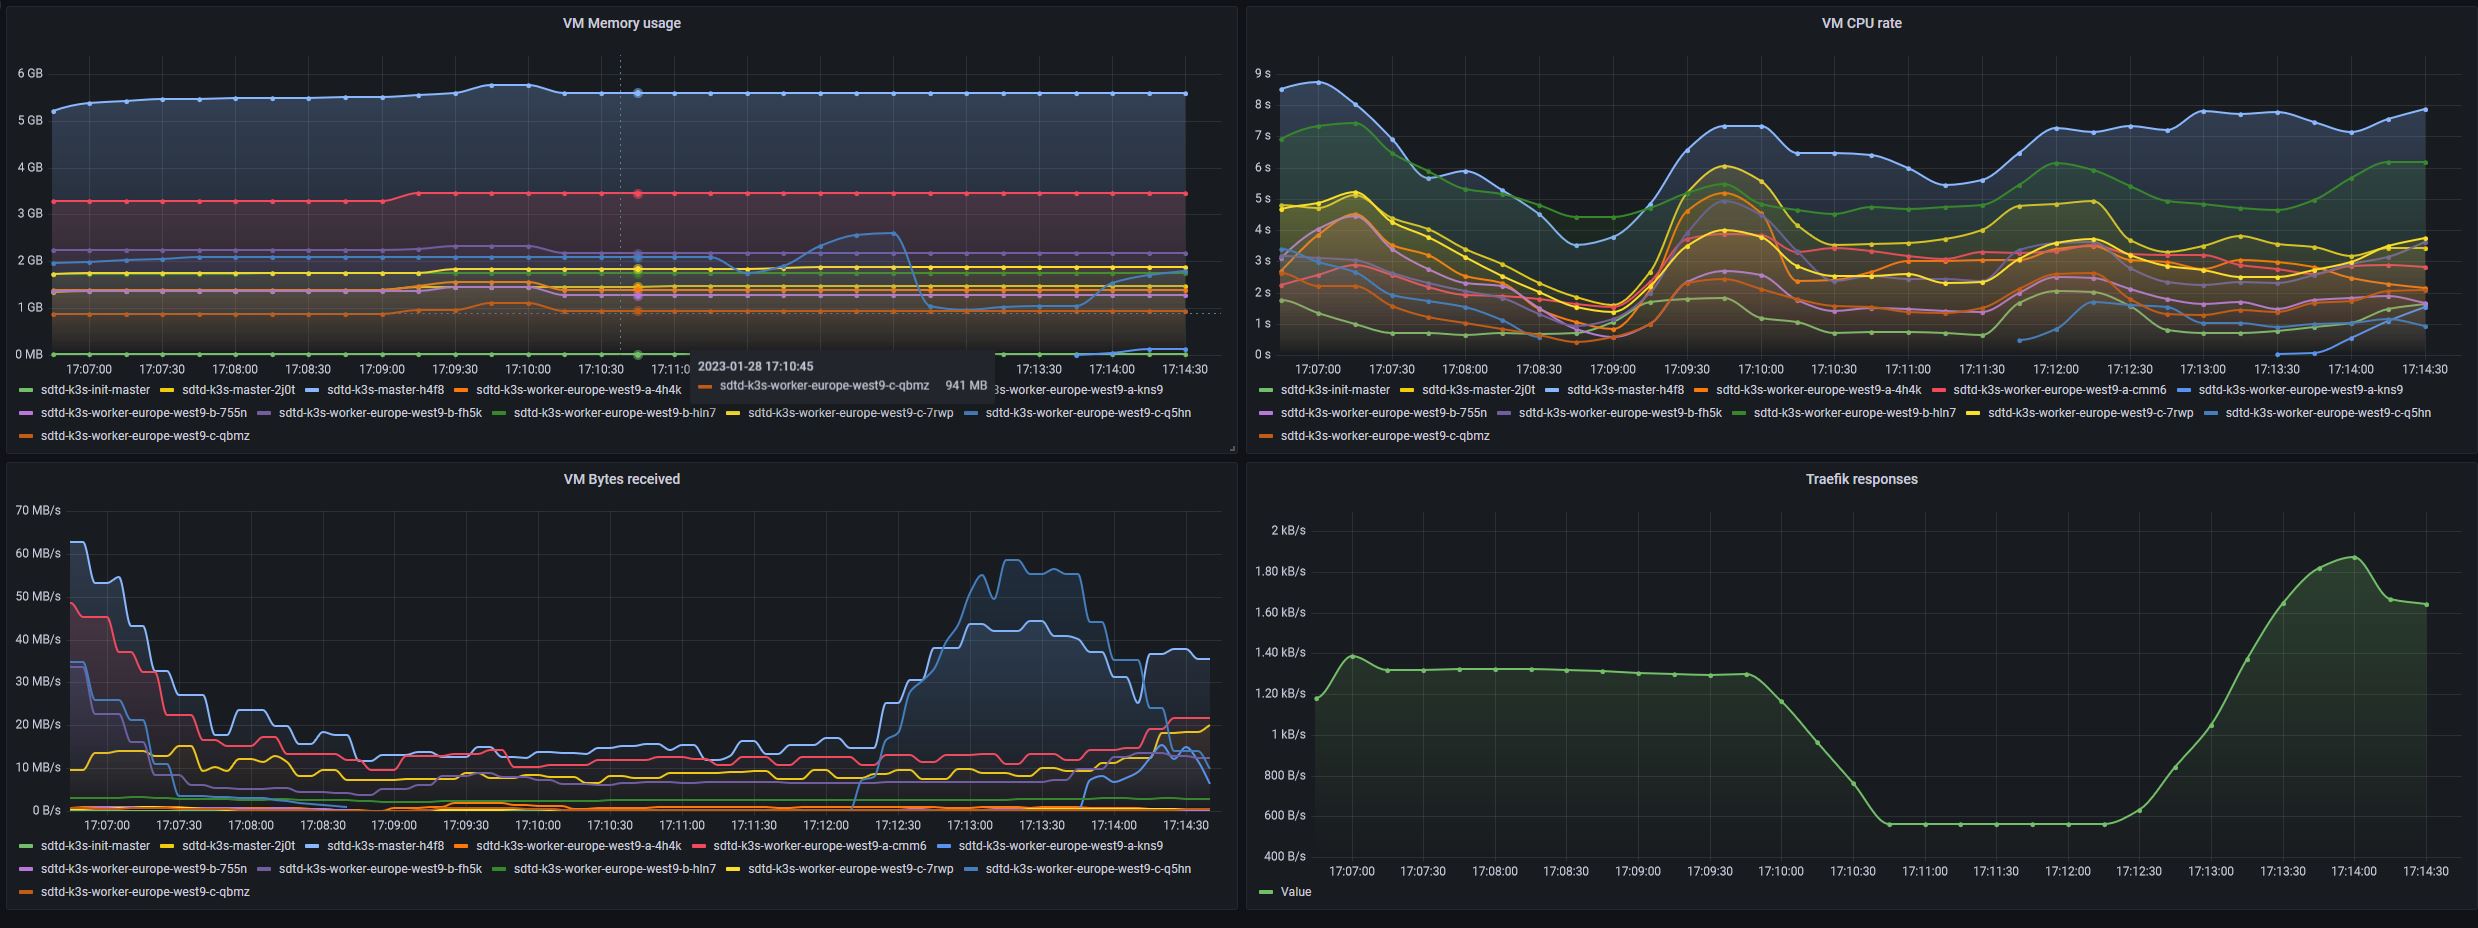 VM Memory usage
6 GB
5 GB
4 GB
3 GB
2 GB
1 GB
0 MB
17:07:00 17:07:30 17:08:00 17:08:30 17:09:00 17:09:30 17:10:00 17:10:30 17:11:0 17:13:30 17:14:00 17:14:30
2023-01-28 17:10:45
sdtd-k3s-worker-europe-west9-c-qbmz 941 MB
sdtd-k3s-init-master sdtd-k3s-master-2j0t sdtd-k3s-master-h4f8 sdtd-k3s-worker-europe-west9-a-4h4k 3s-worker-europe-west9-a-kns9
sdtd-k3s-worker-europe-west9-b-755n sdtd-k3s-worker-europe-west9-b-fh5k sdtd-k3s-worker-europe-west9-b-hln7 sdtd-k3s-worker-europe-west9-c-7rwp sdtd-k3s-worker-europe-west9-c-q5hn
sdtd-k3s-worker-europe-west9-c-qbmz
VM CPU rate
9 s
8 s
7 s
6 s
5 s
4 s
3 s
2 s
1 s
0 s
17:07:00 17:07:30 17:08:00 17:08:30 17:09:00 17:09:30 17:10:00 17:10:30 17:11:00 17:11:30 17:12:00 17:12:30 17:13:00 17:13:30 17:14:00 17:14:30
sdtd-k3s-init-master sdtd-k3s-master-2j0t sdtd-k3s-master-h4f8 sdtd-k3s-worker-europe-west9-a-4h4k sdtd-k3s-worker-europe-west9-a-cmm6 sdtd-k3s-worker-europe-west9-a-kns9
sdtd-k3s-worker-europe-west9-b-755n sdtd-k3s-worker-europe-west9-b-fh5k sdtd-k3s-worker-europe-west9-b-hln7 sdtd-k3s-worker-europe-west9-c-7rwp sdtd-k3s-worker-europe-west9-c-q5hn
sdtd-k3s-worker-europe-west9-c-qbmz
VM Bytes received
70 MB/s
60 MB/s
50 MB/s
40 MB/s
30 MB/s
20 MB/s
10 MB/s
0 B/s
17:07:00 17:07:30 17:08:00 17:08:30 17:09:00 17:09:30 17:10:00 17:10:30 17:11:00 17:11:30 17:12:00 17:12:30 17:13:00 17:13:30 17:14:00 17:14:30
sdtd-k3s-init-master sdtd-k3s-master-2j0t sdtd-k3s-master-h4f8 sdtd-k3s-worker-europe-west9-a-4h4k sdtd-k3s-worker-europe-west9-a-cmm6 sdtd-k3s-worker-europe-west9-a-kns9
sdtd-k3s-worker-europe-west9-b-755n sdtd-k3s-worker-europe-west9-b-fh5k sdtd-k3s-worker-europe-west9-b-hln7 sdtd-k3s-worker-europe-west9-c-7rwp sdtd-k3s-worker-europe-west9-c-q5hn
sdtd-k3s-worker-europe-west9-c-qbmz
Traefik responses
2 kB/s
1.80 kB/s
1.60 kB/s
1.40 kB/s
1.20 kB/s
1 kB/s
800 B/s
600 B/s
400 B/s
17:07:00 17:07:30 17:08:00 17:08:30 17:09:00 17:09:30 17:10:00 17:10:30 17:11:00 17:11:30 17:12:00 17:12:30 17:13:00 17:13:30 17:14:00 17:14:30
Value